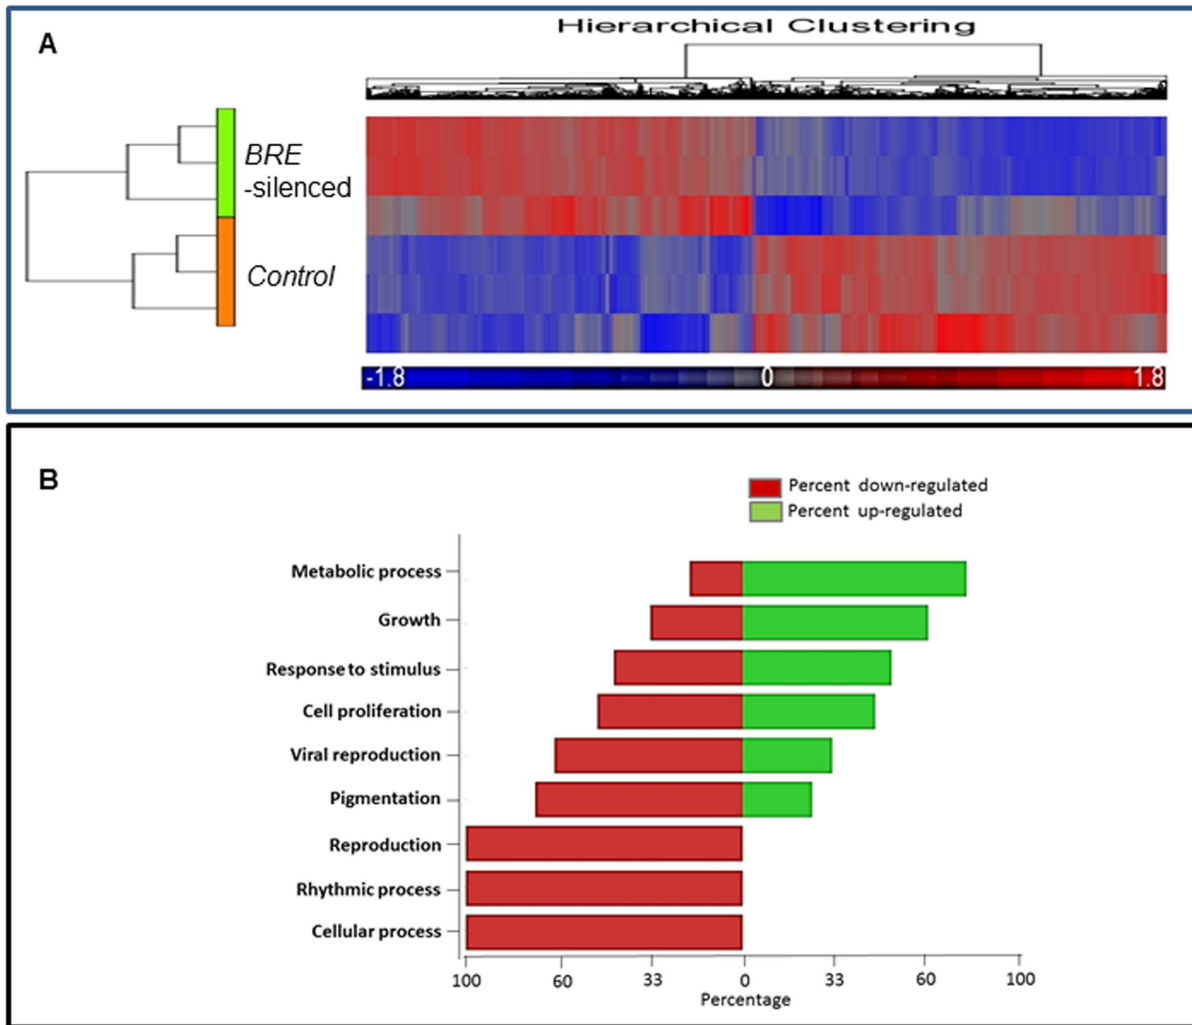 A
Hierarchical Clustering
BRE
-silenced
Control
-1.8 0 1.8
B
Percent down-regulated
Percent up-regulated
Metabolic process
Growth
Response to stimulus
Cell proliferation
Viral reproduction
Pigmentation
Reproduction
Rhythmic process
Cellular process
100 60 33 0 33 60 100
Percentage